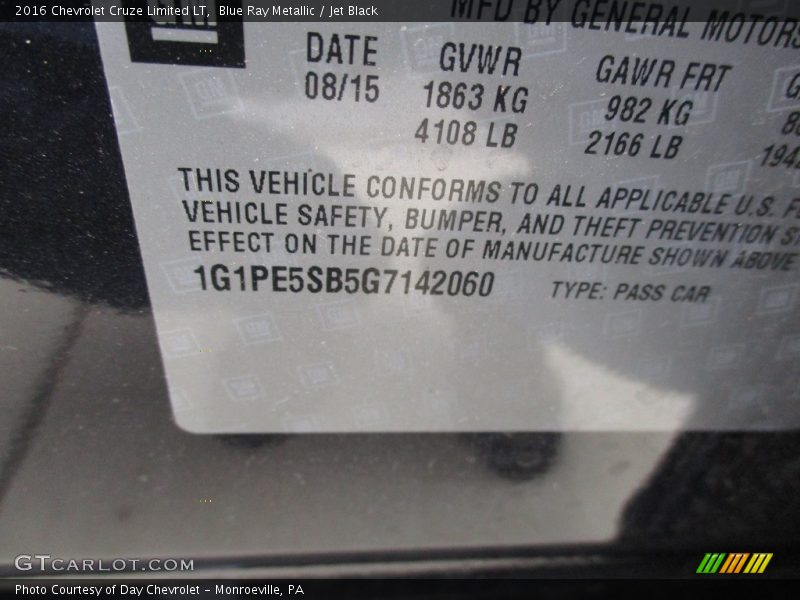 2016 Chevrolet Cruze Limited LT, Blue Ray Metallic / Jet Black
GM
MFD BY GENERAL MOTORS
DATE GVWR GAWR FRT
08/15 1863 KG 982 KG
4108 LB 2166 LB
THIS VEHICLE CONFORMS TO ALL APPLICABLE U.S.
VEHICLE SAFETY, BUMPER, AND THEFT PREVENTION
EFFECT ON THE DATE OF MANUFACTURE SHOWN ABOVE
1G1PE5SB5G7142060 TYPE: PASS CAR
GTCARLOT.COM
Photo Courtesy of Day Chevrolet – Monroeville, PA